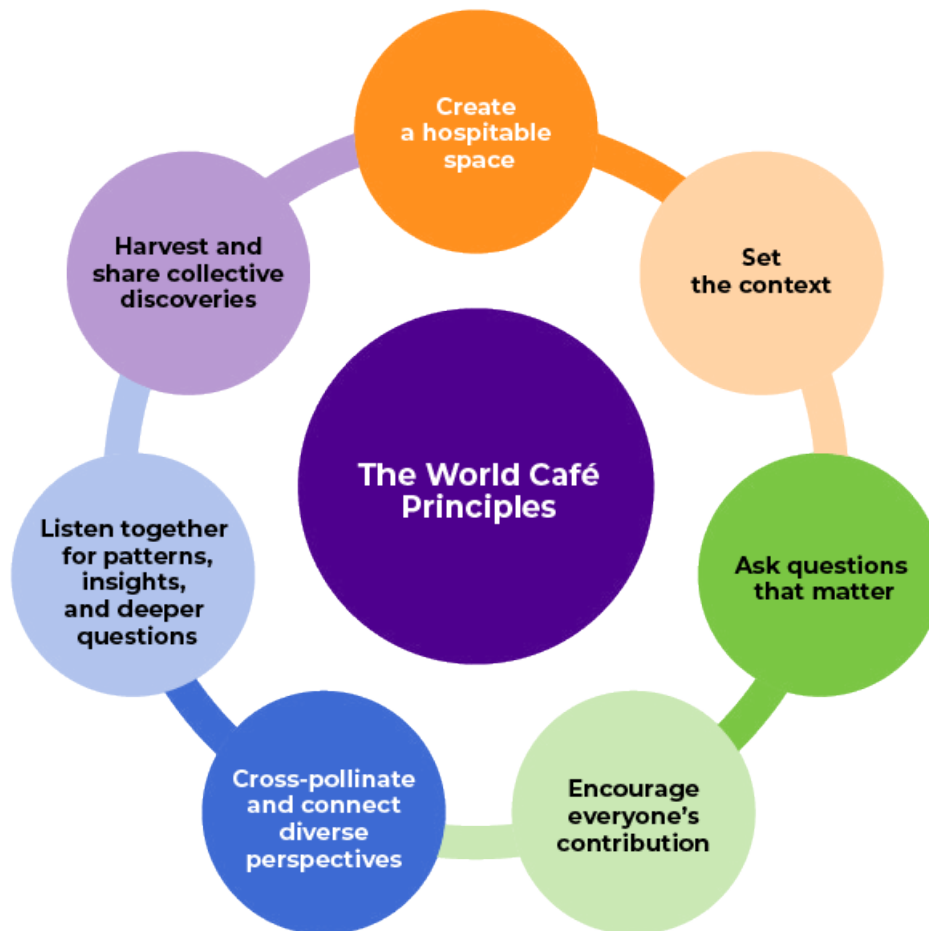 Create
a hospitable
space
Set
the context
Ask questions
that matter
Encourage
everyone's
contribution
Cross-pollinate
and connect
diverse
perspectives
Listen together
for patterns,
insights,
and deeper
questions
Harvest and
share collective
discoveries
The World Café
Principles